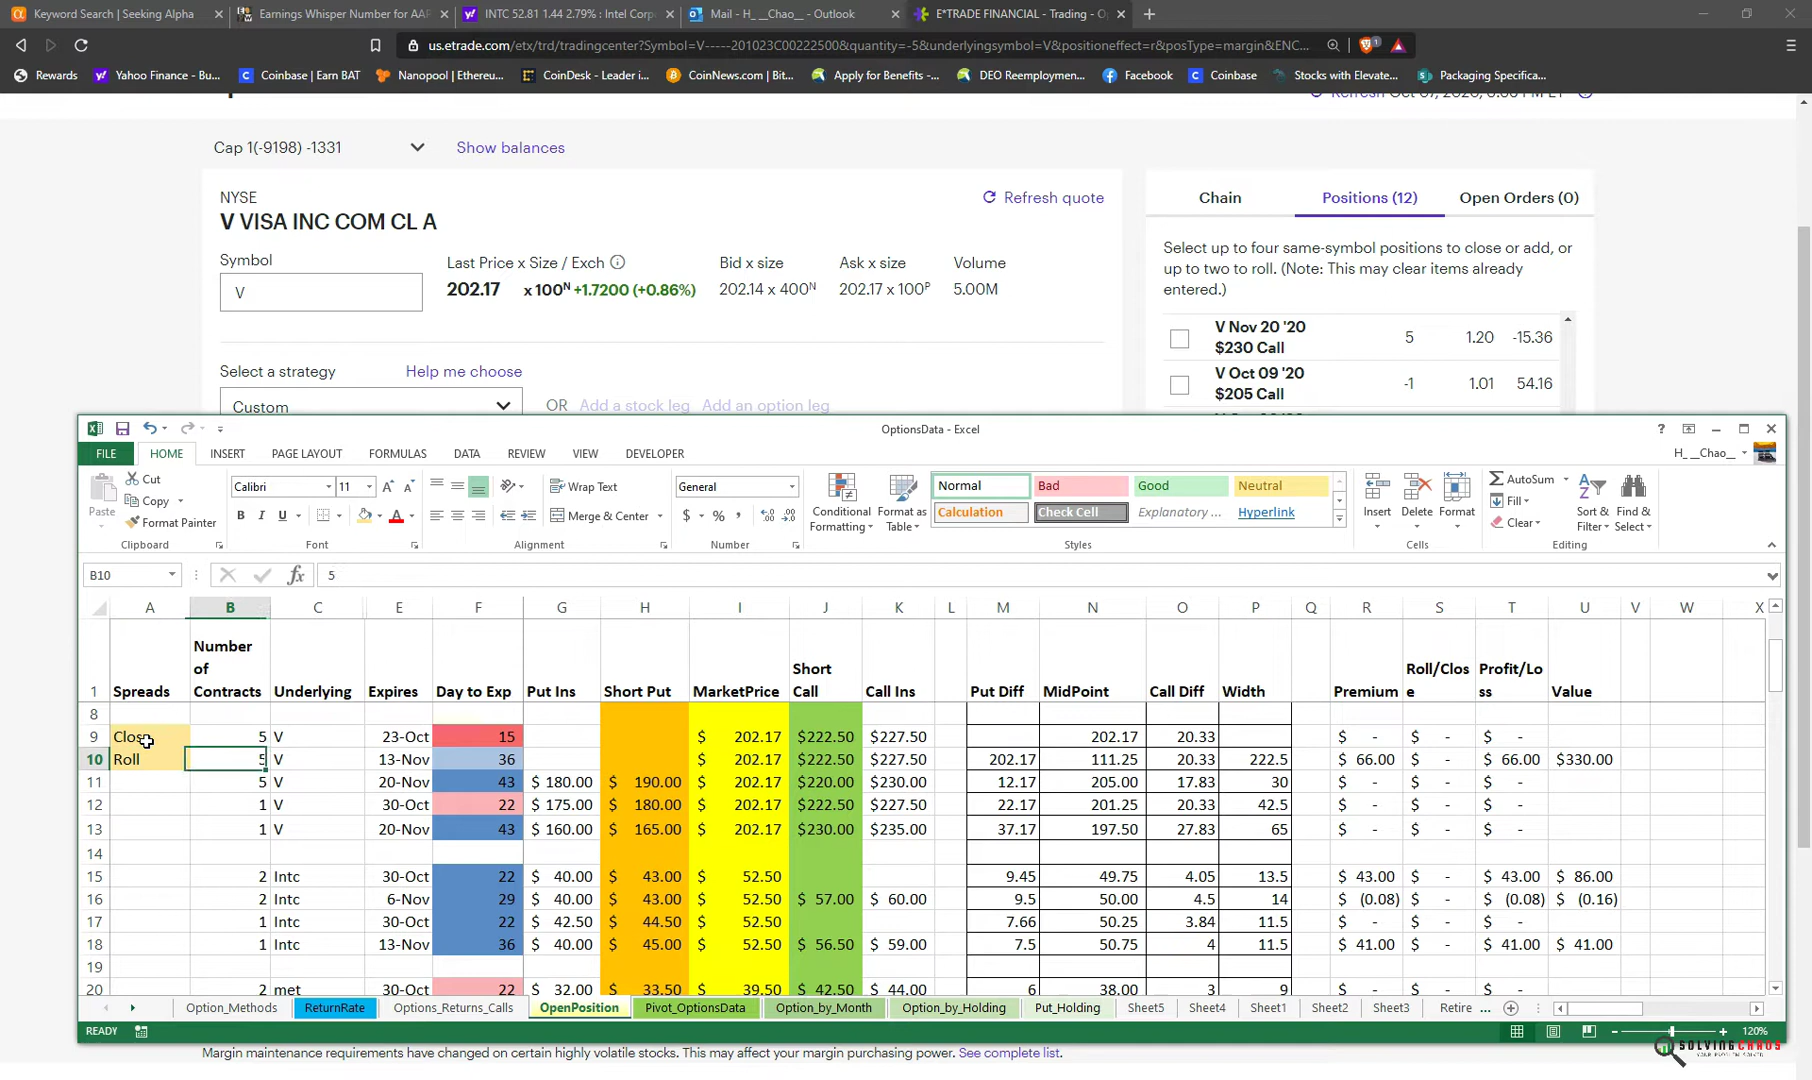 Keyword Search | Seeking Alpha
Earnings Whisper Number for AAP
INTC 52.81 1.44 2.79% : Intel Corp
Mail - H_ __Chao__ - Outlook
E*TRADE FINANCIAL - Trading - O
us.etrade.com/etx/trd/tradingcenter?Symbol=V-----201023C00222500&quantity=-5&underlyingsymbol=V&positioneffect=r&posType=margin&ENC...
Rewards Yahoo Finance - Bu... Coinbase | Earn BAT Nanopool | Ethereu... CoinDesk - Leader i... CoinNews.com | Bit... Apply for Benefits -... DEO Reemploymen... Facebook Coinbase Stocks with Elevate... Packaging Specifica...
Cap 1(-9198) -1331
Show balances
NYSE
Refresh quote
V VISA INC COM CL A
Symbol
V
Last Price x Size / Exch Bid x size Ask x size Volume
202.17 x 100N +1.7200 (+0.86%) 202.14 x 400N 202.17 x 100P 5.00M
Select a strategy Help me choose
Custom OR Add a stock leg Add an option leg
Chain Positions (12) Open Orders (0)
Select up to four same-symbol positions to close or add, or
up to two to roll. (Note: This may clear items already
entered.)
V Nov 20 '20
$230 Call 5 1.20 -15.36
V Oct 09 '20
$205 Call -1 1.01 54.16
OptionsData - Excel
FILE HOME INSERT PAGE LAYOUT FORMULAS DATA REVIEW VIEW DEVELOPER H_ __Chao__
Paste Cut
Copy
Format Painter
Clipboard
Calibri 11
B I U
Font
Wrap Text
Merge & Center
Alignment
General
$ % ,
Number
Conditional Formatting
Format as Table
Normal Bad Good Neutral
Calculation Check Cell Explanatory ... Hyperlink
Styles
Insert Delete Format
Cells
AutoSum
Fill
Clear
Sort & Filter
Find & Select
Editing
B10 fx 5
A B C E F G H I J K L M N O P Q R S T U V W X
1 Spreads Number of Contracts Underlying Expires Day to Exp Put Ins Short Put MarketPrice Short Call Call Ins Put Diff MidPoint Call Diff Width Premium Roll/Close Profit/Loss Value
8
9 Clos 5 V 23-Oct 15 $ 202.17 $222.50 $227.50 202.17 20.33 $ - $ - $ -
10 Roll 5 V 13-Nov 36 $ 202.17 $222.50 $227.50 202.17 111.25 20.33 222.5 $ 66.00 $ - $ 66.00 $330.00
11 5 V 20-Nov 43 $ 180.00 $ 190.00 $ 202.17 $220.00 $230.00 12.17 205.00 17.83 30 $ - $ - $ -
12 1 V 30-Oct 22 $ 175.00 $ 180.00 $ 202.17 $222.50 $227.50 22.17 201.25 20.33 42.5 $ - $ - $ -
13 1 V 20-Nov 43 $ 160.00 $ 165.00 $ 202.17 $230.00 $235.00 37.17 197.50 27.83 65 $ - $ - $ -
14
15 2 Intc 30-Oct 22 $ 40.00 $ 43.00 $ 52.50 9.45 49.75 4.05 13.5 $ 43.00 $ - $ 43.00 $ 86.00
16 2 Intc 6-Nov 29 $ 40.00 $ 43.00 $ 52.50 $ 57.00 $ 60.00 9.5 50.00 4.5 14 $ (0.08) $ - $ (0.08) $ (0.16)
17 1 Intc 30-Oct 22 $ 42.50 $ 44.50 $ 52.50 7.66 50.25 3.84 11.5 $ - $ - $ -
18 1 Intc 13-Nov 36 $ 40.00 $ 45.00 $ 52.50 $ 56.50 $ 59.00 7.5 50.75 4 11.5 $ 41.00 $ - $ 41.00 $ 41.00
19
20 2 met 30-Oct 22 $ 32.00 $ 33.50 $ 39.50 $ 42.50 $ 44.00 6 38.00 3 9 $ - $ - $ -
Option_Methods ReturnRate Options_Returns_Calls OpenPosition Pivot_OptionsData Option_by_Month Option_by_Holding Put_Holding Sheet5 Sheet4 Sheet1 Sheet2 Sheet3 Retire ...
READY 120%
Margin maintenance requirements have changed on certain highly volatile stocks. This may affect your margin purchasing power. See complete list.
SOLVING CHAOS